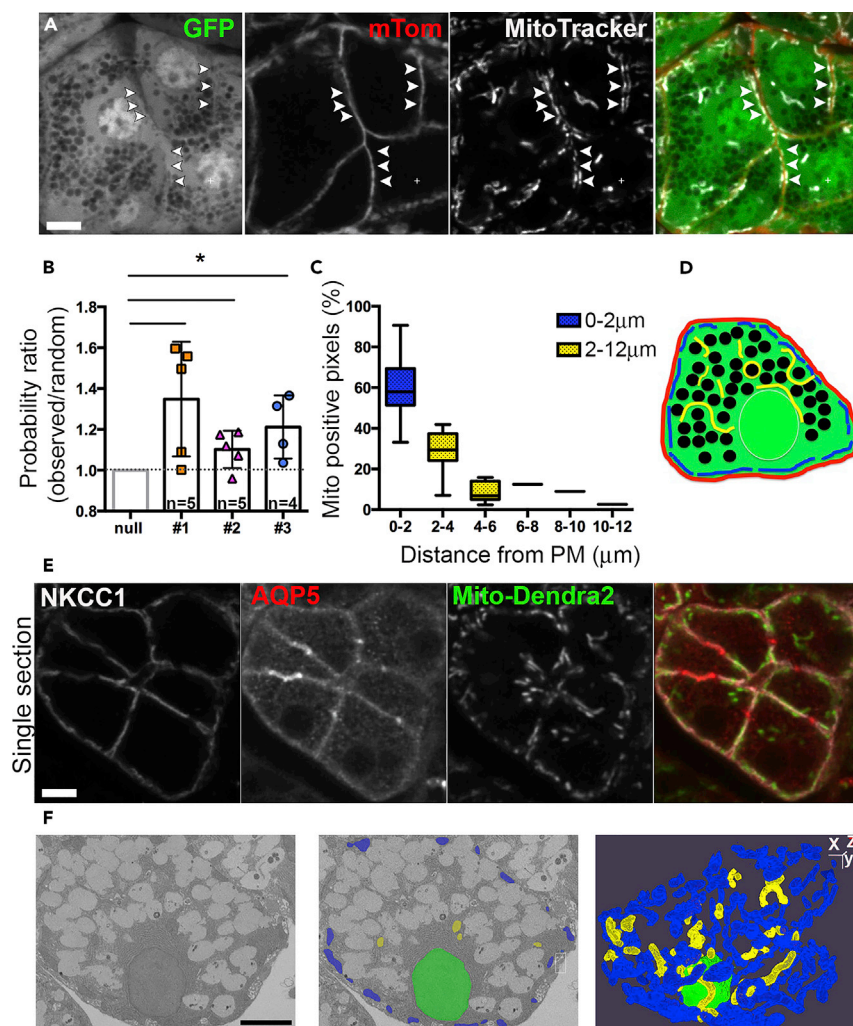 A GFP mTom MitoTracker
B
*
Probability ratio
(observed/random)
1.8
1.6
1.4
1.2
1.0
0.8
n=5 n=5 n=4
null #1 #2 #3
C
Mito positive pixels (%)
100
80
60
40
20
0
0-2μm
2-12μm
0-2 2-4 4-6 6-8 8-10 10-12
Distance from PM (μm)
D
E
NKCC1 AQP5 Mito-Dendra2
Single section
F
X Z
y